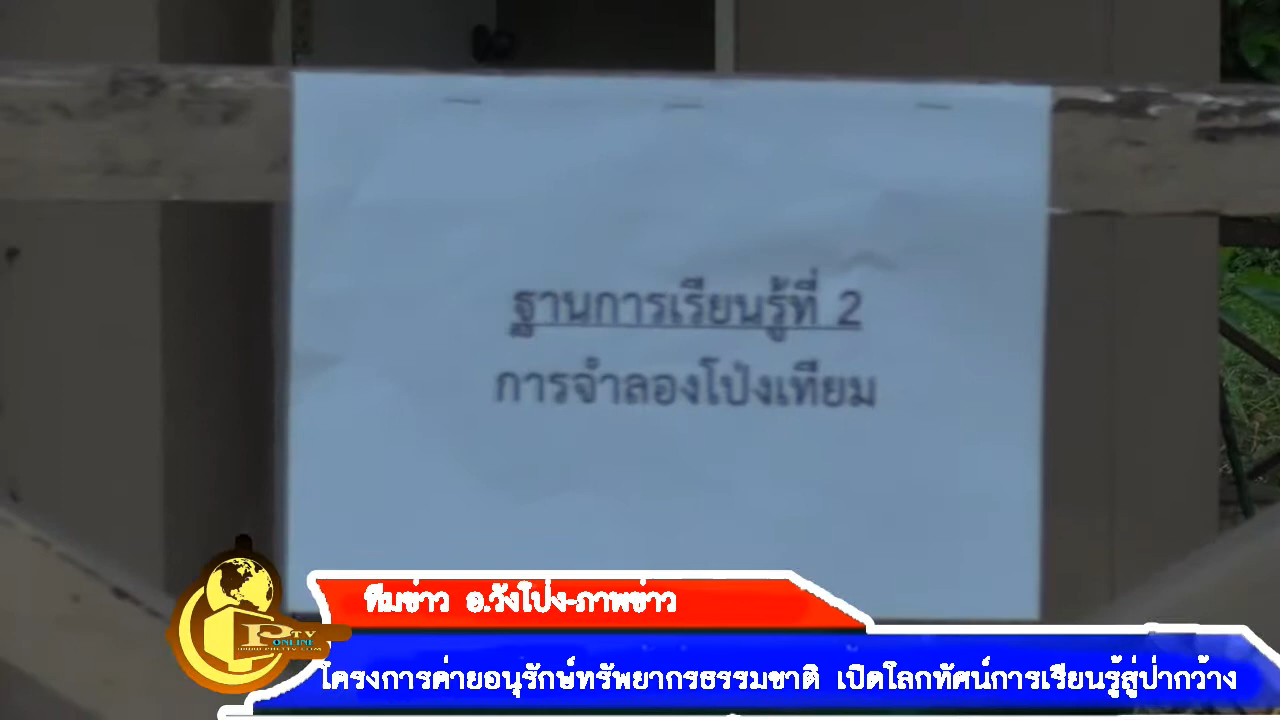 ฐานการเรียนรู้ที่ 2
การจำลองโป่งเทียม
ทีมข่าว อ.วังโป่ง-ภาพข่าว
PTV
ONLINE
โครงการค่ายอนุรักษ์ทรัพยากรธรรมชาติ เปิดโลกทัศน์การเรียนรู้สู่ป่ากว้าง